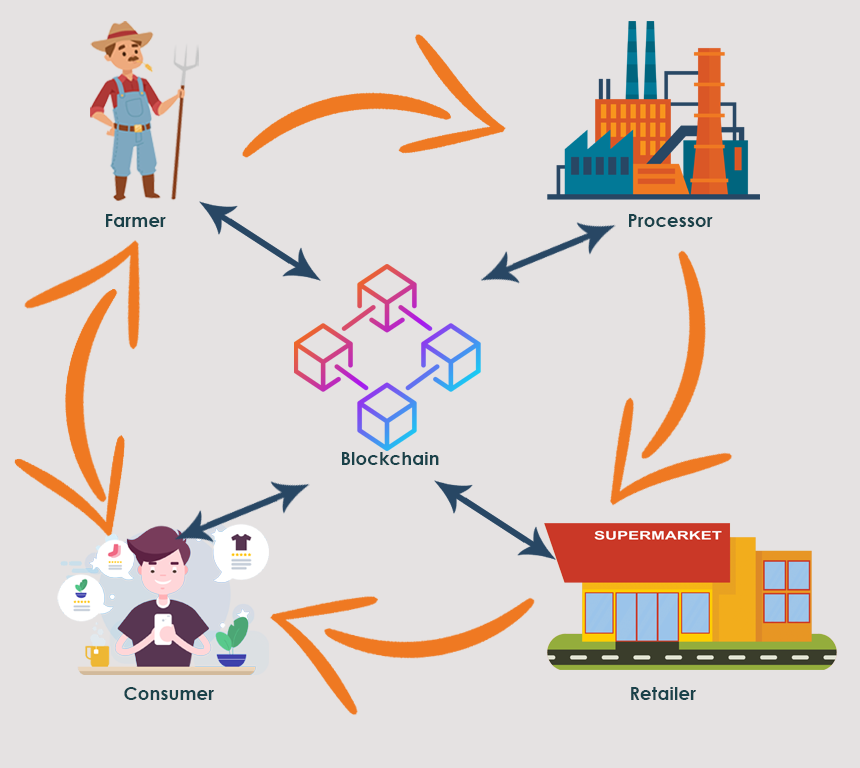 Farmer
Processor
Blockchain
SUPERMARKET
Consumer
Retailer